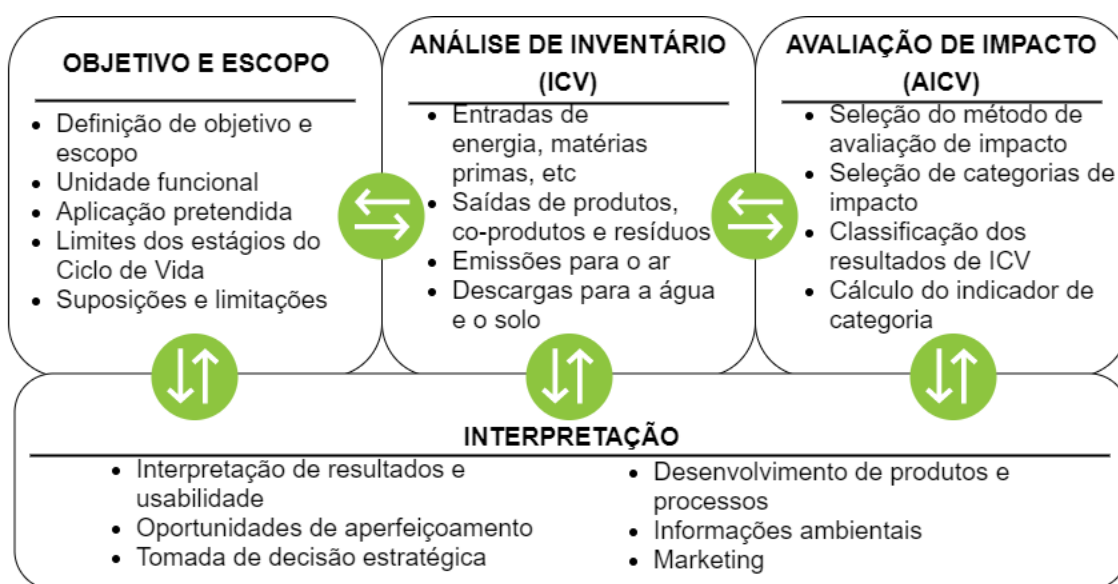 OBJETIVO E ESCOPO
• Definição de objetivo e
escopo
• Unidade funcional
• Aplicação pretendida
• Limites dos estágios do
Ciclo de Vida
• Suposições e limitações
ANÁLISE DE INVENTÁRIO
(ICV)
• Entradas de
energia, matérias
primas, etc
• Saídas de produtos,
co-produtos e resíduos
• Emissões para o ar
• Descargas para a água
e o solo
AVALIAÇÃO DE IMPACTO
(AICV)
• Seleção do método de
avaliação de impacto
• Seleção de categorias de
impacto
• Classificação dos
resultados de ICV
• Cálculo do indicador de
categoria
INTERPRETAÇÃO
• Interpretação de resultados e
usabilidade
• Oportunidades de aperfeiçoamento
• Tomada de decisão estratégica
• Desenvolvimento de produtos e
processos
• Informações ambientais
• Marketing